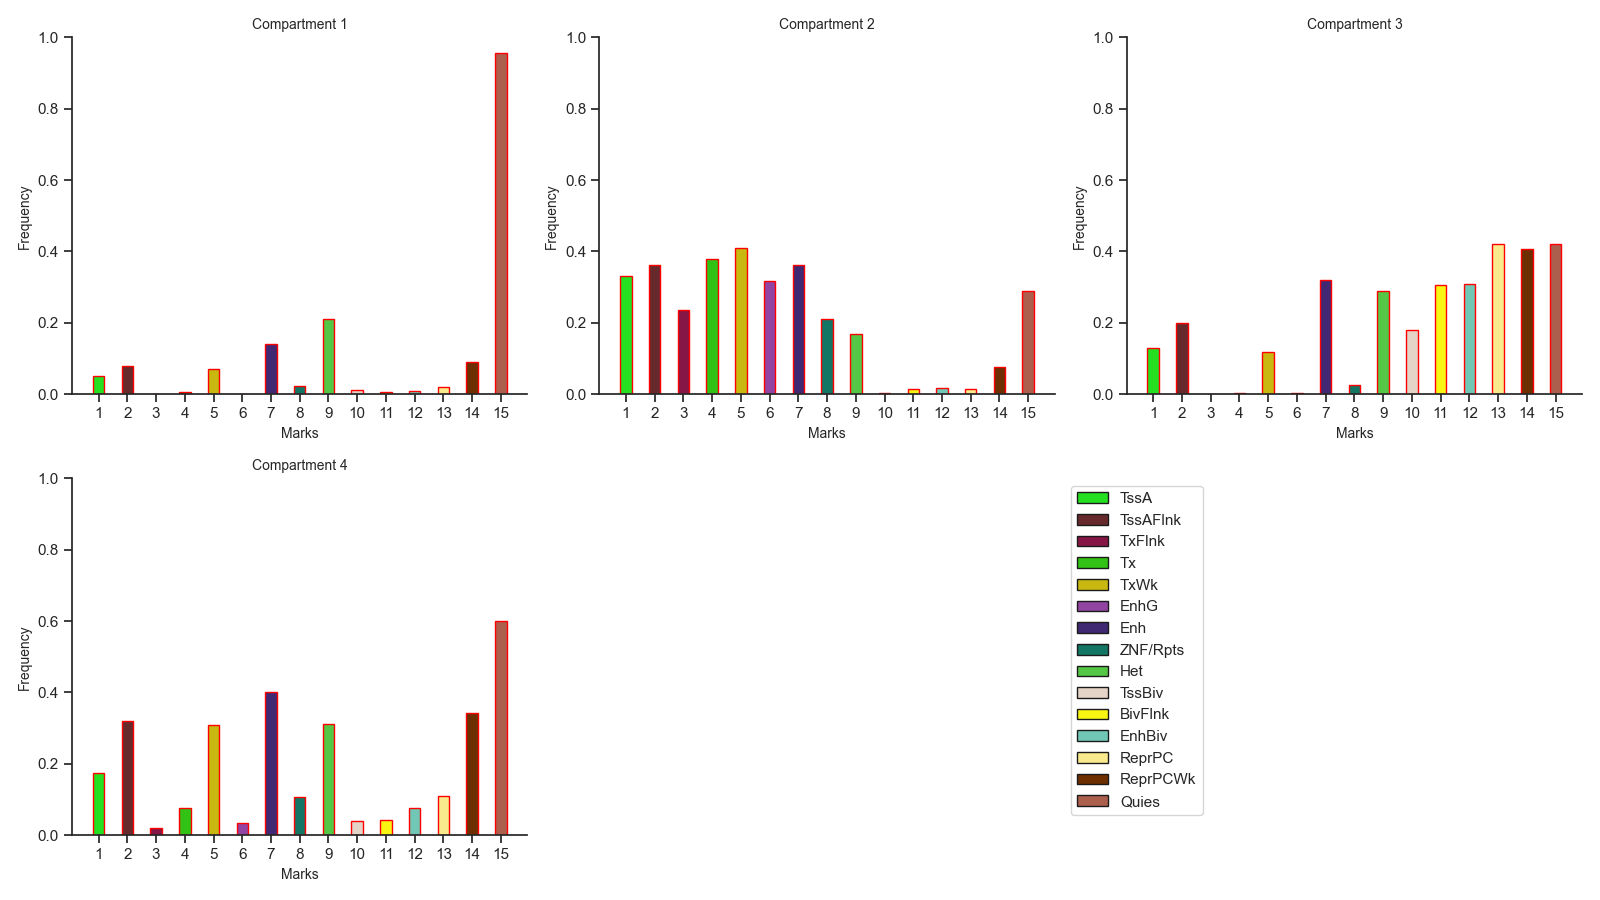 Compartment 1
1.0
0.8
0.6
0.4
0.2
0.0
Frequency
1 2 3 4 5 6 7 8 9 10 11 12 13 14 15
Marks
Compartment 2
1.0
0.8
0.6
0.4
0.2
0.0
Frequency
1 2 3 4 5 6 7 8 9 10 11 12 13 14 15
Marks
Compartment 3
1.0
0.8
0.6
0.4
0.2
0.0
Frequency
1 2 3 4 5 6 7 8 9 10 11 12 13 14 15
Marks
Compartment 4
1.0
0.8
0.6
0.4
0.2
0.0
Frequency
1 2 3 4 5 6 7 8 9 10 11 12 13 14 15
Marks
TssA
TssAFlnk
TxFlnk
Tx
TxWk
EnhG
Enh
ZNF/Rpts
Het
TssBiv
BivFlnk
EnhBiv
ReprPC
ReprPCWk
Quies